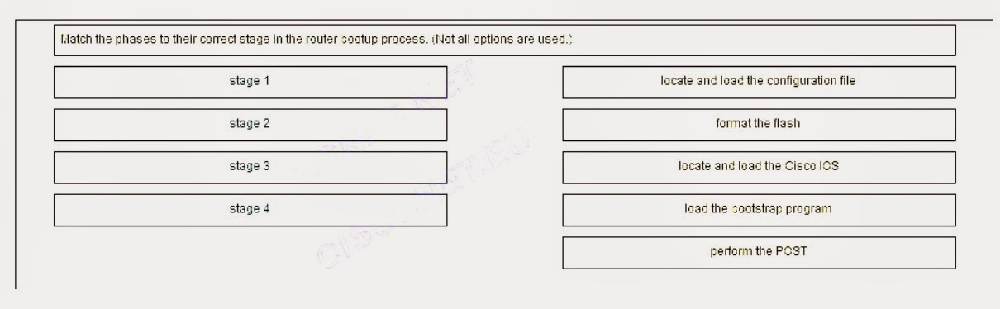 Match the phases to their correct stage in the router bootup process. (Not all options are used.)
stage 1
locate and load the configuration file
stage 2
format the flash
stage 3
locate and load the Cisco IOS
stage 4
load the bootstrap program
perform the POST